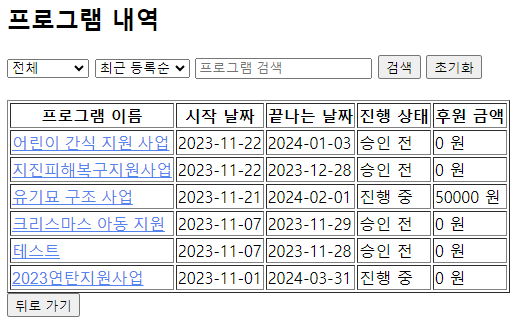 프로그램 내역
전체 최근 등록순 프로그램 검색 검색 초기화
프로그램 이름 시작 날짜 끝나는 날짜 진행 상태 후원 금액
어린이 간식 지원 사업 2023-11-22 2024-01-03 승인 전 0 원
지진피해복구지원사업 2023-11-22 2023-12-28 승인 전 0 원
유기묘 구조 사업 2023-11-21 2024-02-01 진행 중 50000 원
크리스마스 아동 지원 2023-11-07 2023-11-29 승인 전 0 원
테스트 2023-11-07 2023-11-28 승인 전 0 원
2023연탄지원사업 2023-11-01 2024-03-31 진행 중 0 원
뒤로 가기